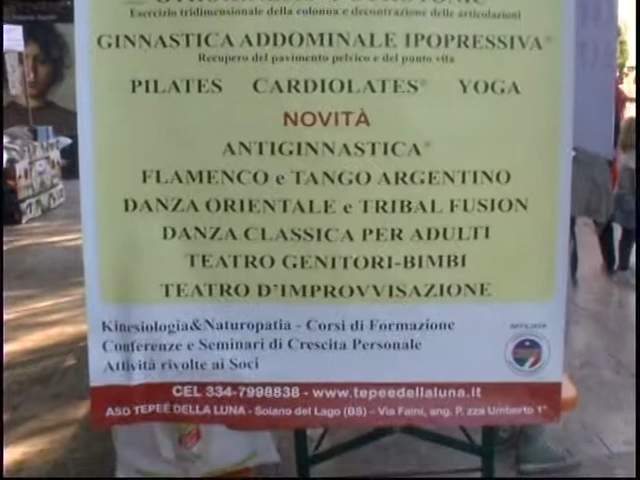 Esercizio tridimensionale della colonna e decontrazione delle articolazioni
GINNASTICA ADDOMINALE IPOPRESSIVA®
Recupero del pavimento pelvico e del punto vita
PILATES CARDIOLATES® YOGA
NOVITÀ
ANTIGINNASTICA®
FLAMENCO e TANGO ARGENTINO
DANZA ORIENTALE e TRIBAL FUSION
DANZA CLASSICA PER ADULTI
TEATRO GENITORI-BIMBI
TEATRO D'IMPROVVISAZIONE
Kinesiologia&Naturopatia - Corsi di Formazione
Conferenze e Seminari di Crescita Personale
Attività rivolte ai Soci
CEL 334-7998838 - www.tepeedellaluna.it
ASD TEPEE DELLA LUNA - Soiano del Lago (BS) - Via Faini, ang. P. zza Umberto 1°